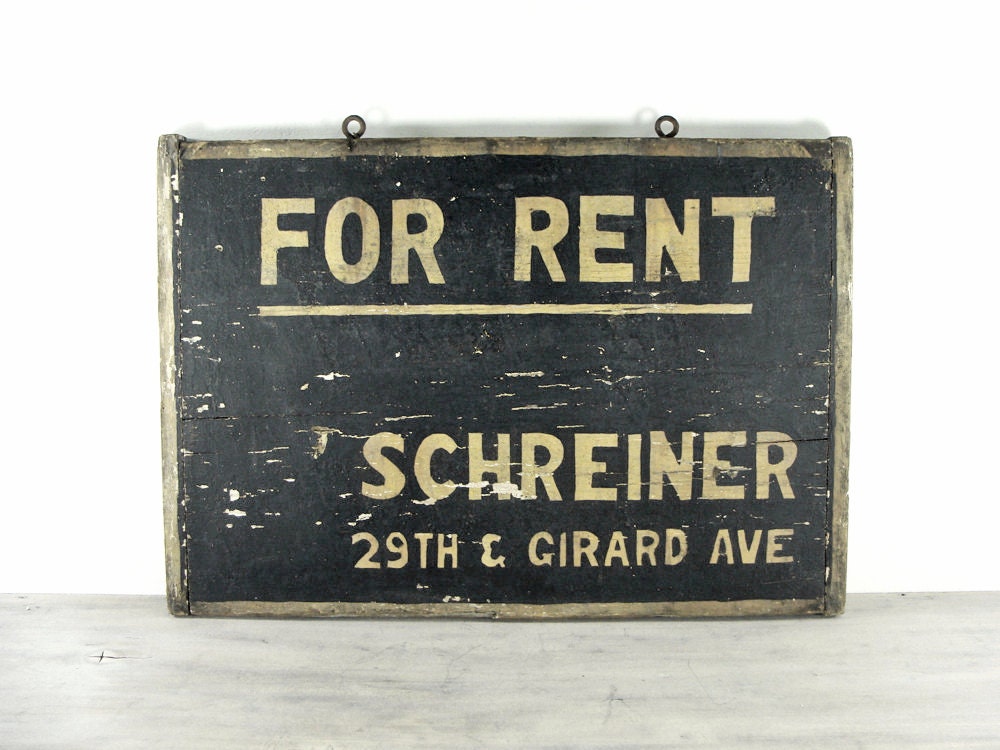 FOR RENT
SCHREINER
29TH & GIRARD AVE